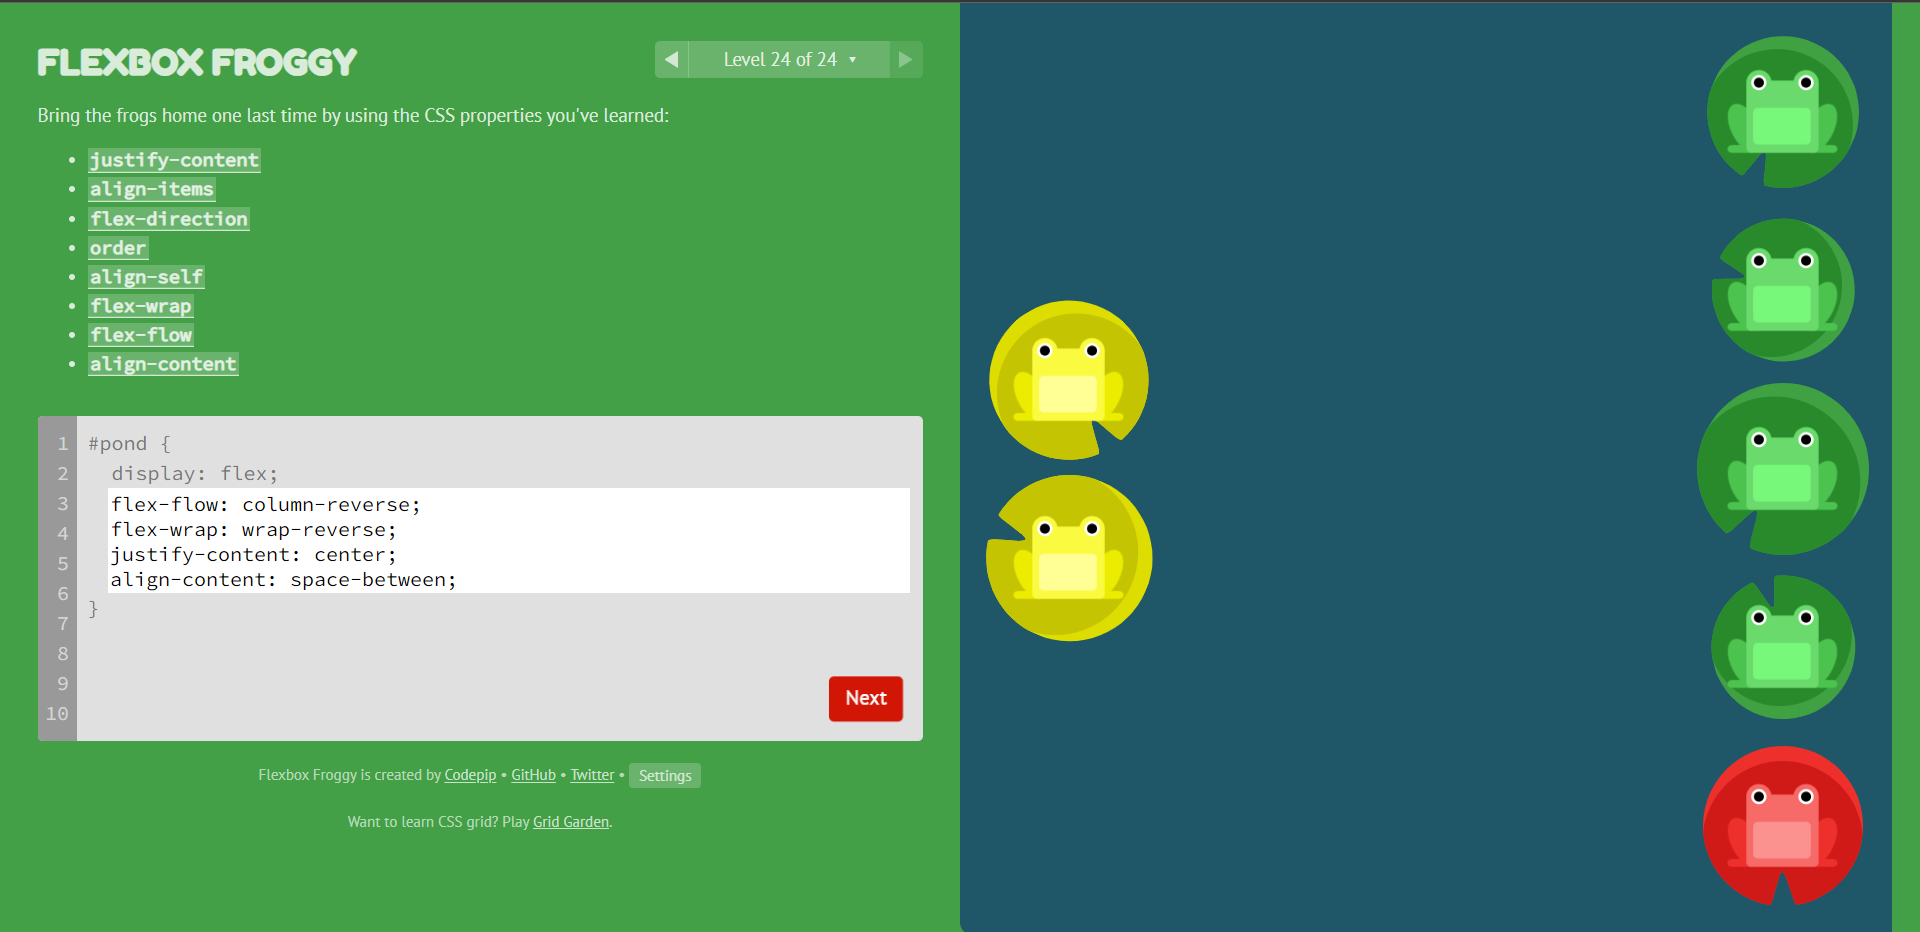 FLEXBOX FROGGY
◀ Level 24 of 24 ▼ ▶
Bring the frogs home one last time by using the CSS properties you've learned:
• justify-content
• align-items
• flex-direction
• order
• align-self
• flex-wrap
• flex-flow
• align-content
1 #pond {
2 display: flex;
3 flex-flow: column-reverse;
4 flex-wrap: wrap-reverse;
5 justify-content: center;
6 align-content: space-between;
7 }
8
9
10
Next
Flexbox Froggy is created by Codepip • GitHub • Twitter • Settings
Want to learn CSS grid? Play Grid Garden.